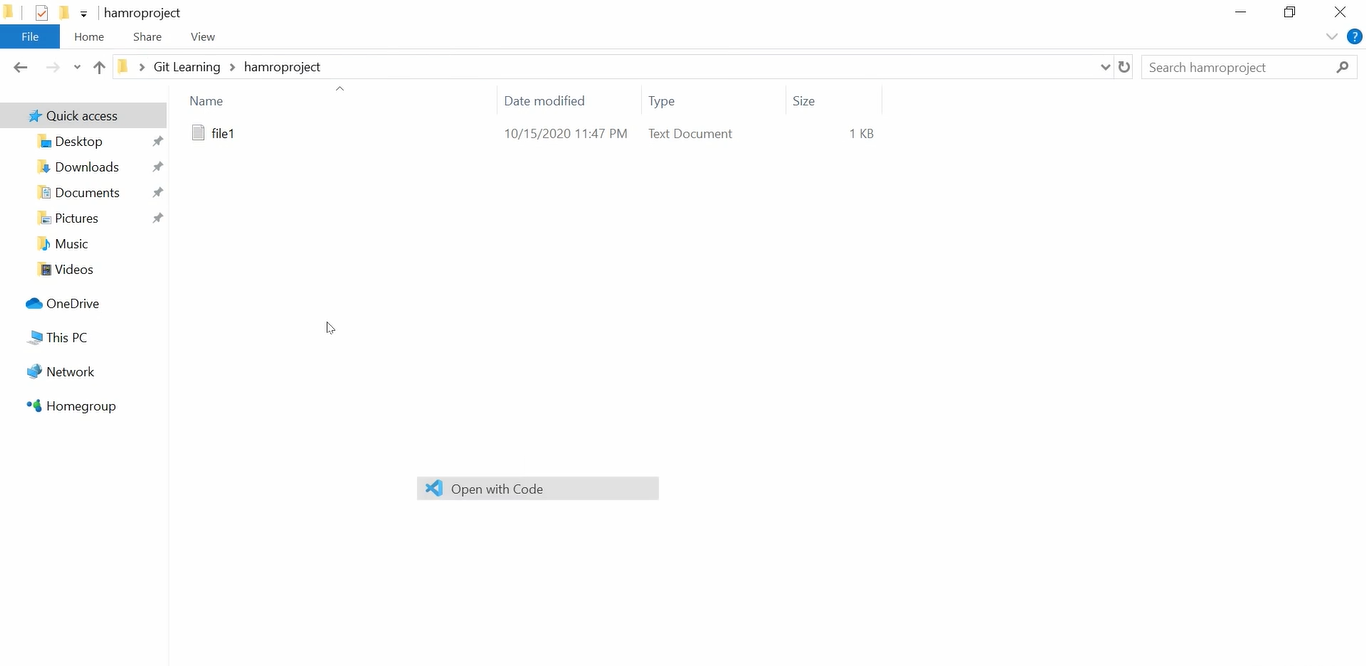 hamroproject
File Home Share View
Git Learning hamroproject Search hamroproject
Name Date modified Type Size
Quick access
file1 10/15/2020 11:47 PM Text Document 1 KB
Desktop
Downloads
Documents
Pictures
Music
Videos
OneDrive
This PC
Network
Homegroup
Open with Code